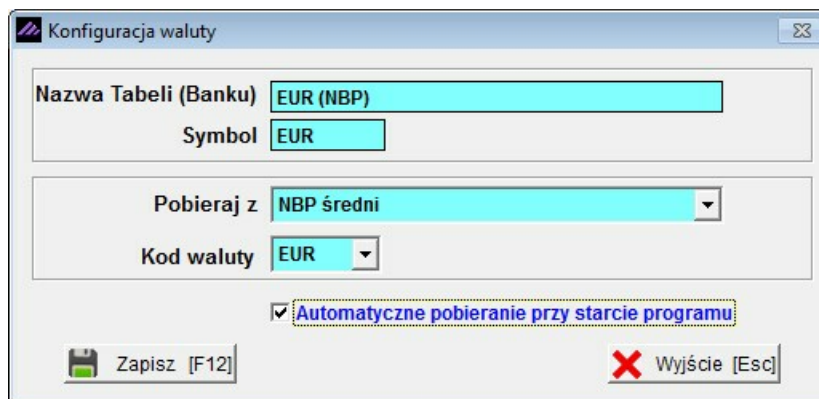 Konfiguracja waluty
Nazwa Tabeli (Banku) EUR (NBP)
Symbol EUR
Pobieraj z NBP średni
Kod waluty EUR
Automatyczne pobieranie przy starcie programu
Zapisz [F12] Wyjście [Esc]